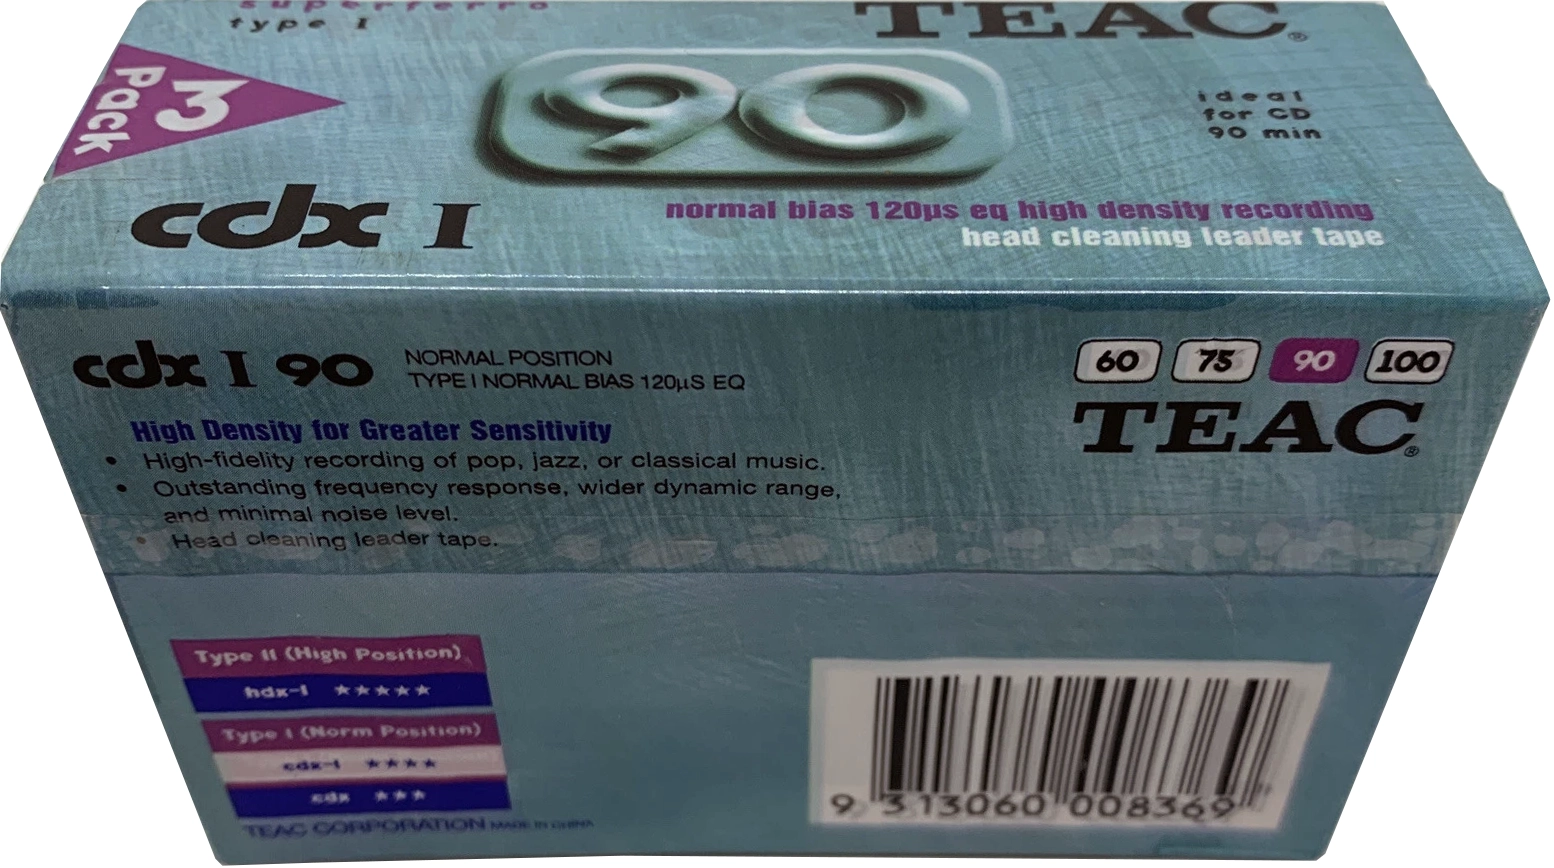 superferro
type I
TEAC®
3
Pack
90
ideal
for CD
90 min
cdx I
normal bias 120µs eq high density recording
head cleaning leader tape
cdx I 90
NORMAL POSITION
TYPE I NORMAL BIAS 120µS EQ
60 75 90 100
TEAC®
High Density for Greater Sensitivity
• High-fidelity recording of pop, jazz, or classical music.
• Outstanding frequency response, wider dynamic range,
and minimal noise level.
• Head cleaning leader tape.
Type II (High Position)
hdx-I ★★★★★
Type I (Norm Position)
cdx-I ★★★★
cdx ★★★
TEAC CORPORATION MADE IN CHINA
9 313060 008369